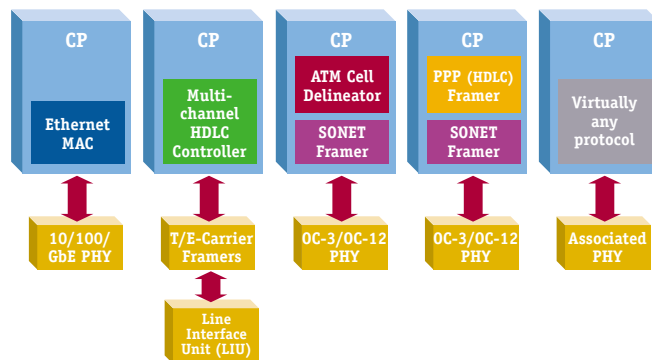 CP
Ethernet
MAC
10/100/
GbE PHY
CP
Multi-
channel
HDLC
Controller
T/E-Carrier
Framers
Line
Interface
Unit (LIU)
CP
ATM Cell
Delineator
SONET
Framer
OC-3/OC-12
PHY
CP
PPP (HDLC)
Framer
SONET
Framer
OC-3/OC-12
PHY
CP
Virtually
any
protocol
Associated
PHY